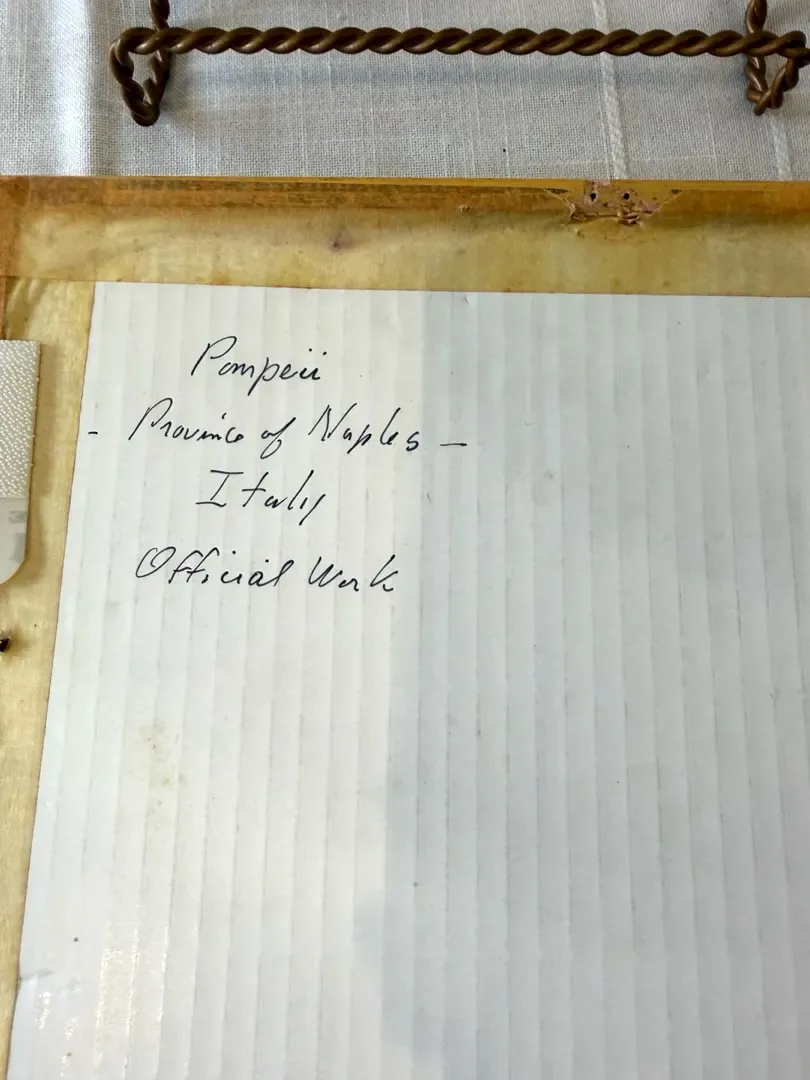 Pompeii
- Province of Naples -
Italy
Official Work